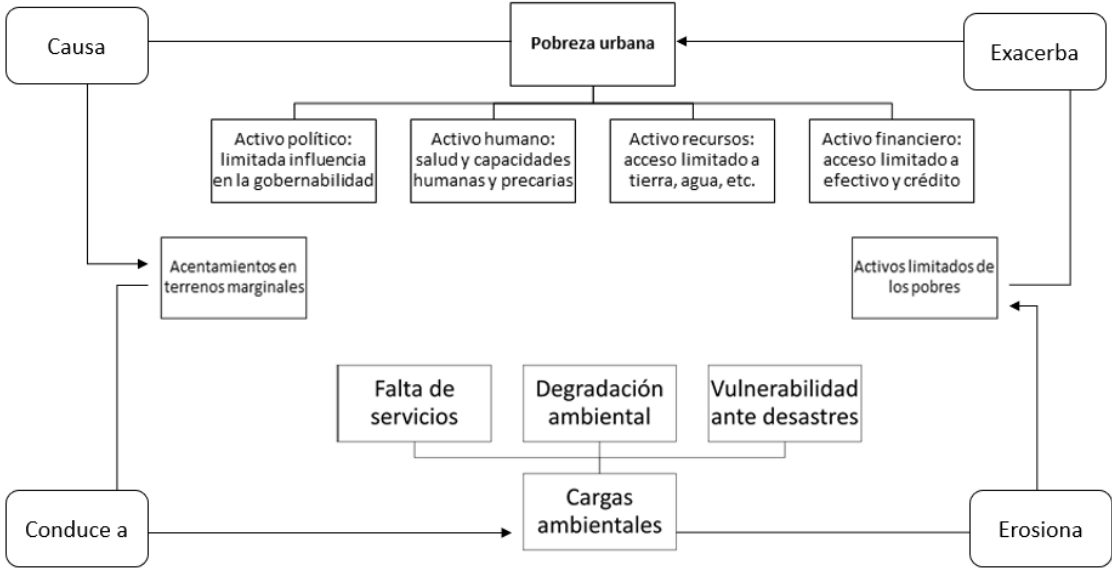 Causa
Pobreza urbana
Exacerba
Activo político:
limitada influencia
en la gobernabilidad
Activo humano:
salud y capacidades
humanas y precarias
Activo recursos:
acceso limitado a
tierra, agua, etc.
Activo financiero:
acceso limitado a
efectivo y crédito
Acentamientos en
terrenos marginales
Activos limitados de
los pobres
Falta de
servicios
Degradación
ambiental
Vulnerabilidad
ante desastres
Conduce a
Cargas
ambientales
Erosiona